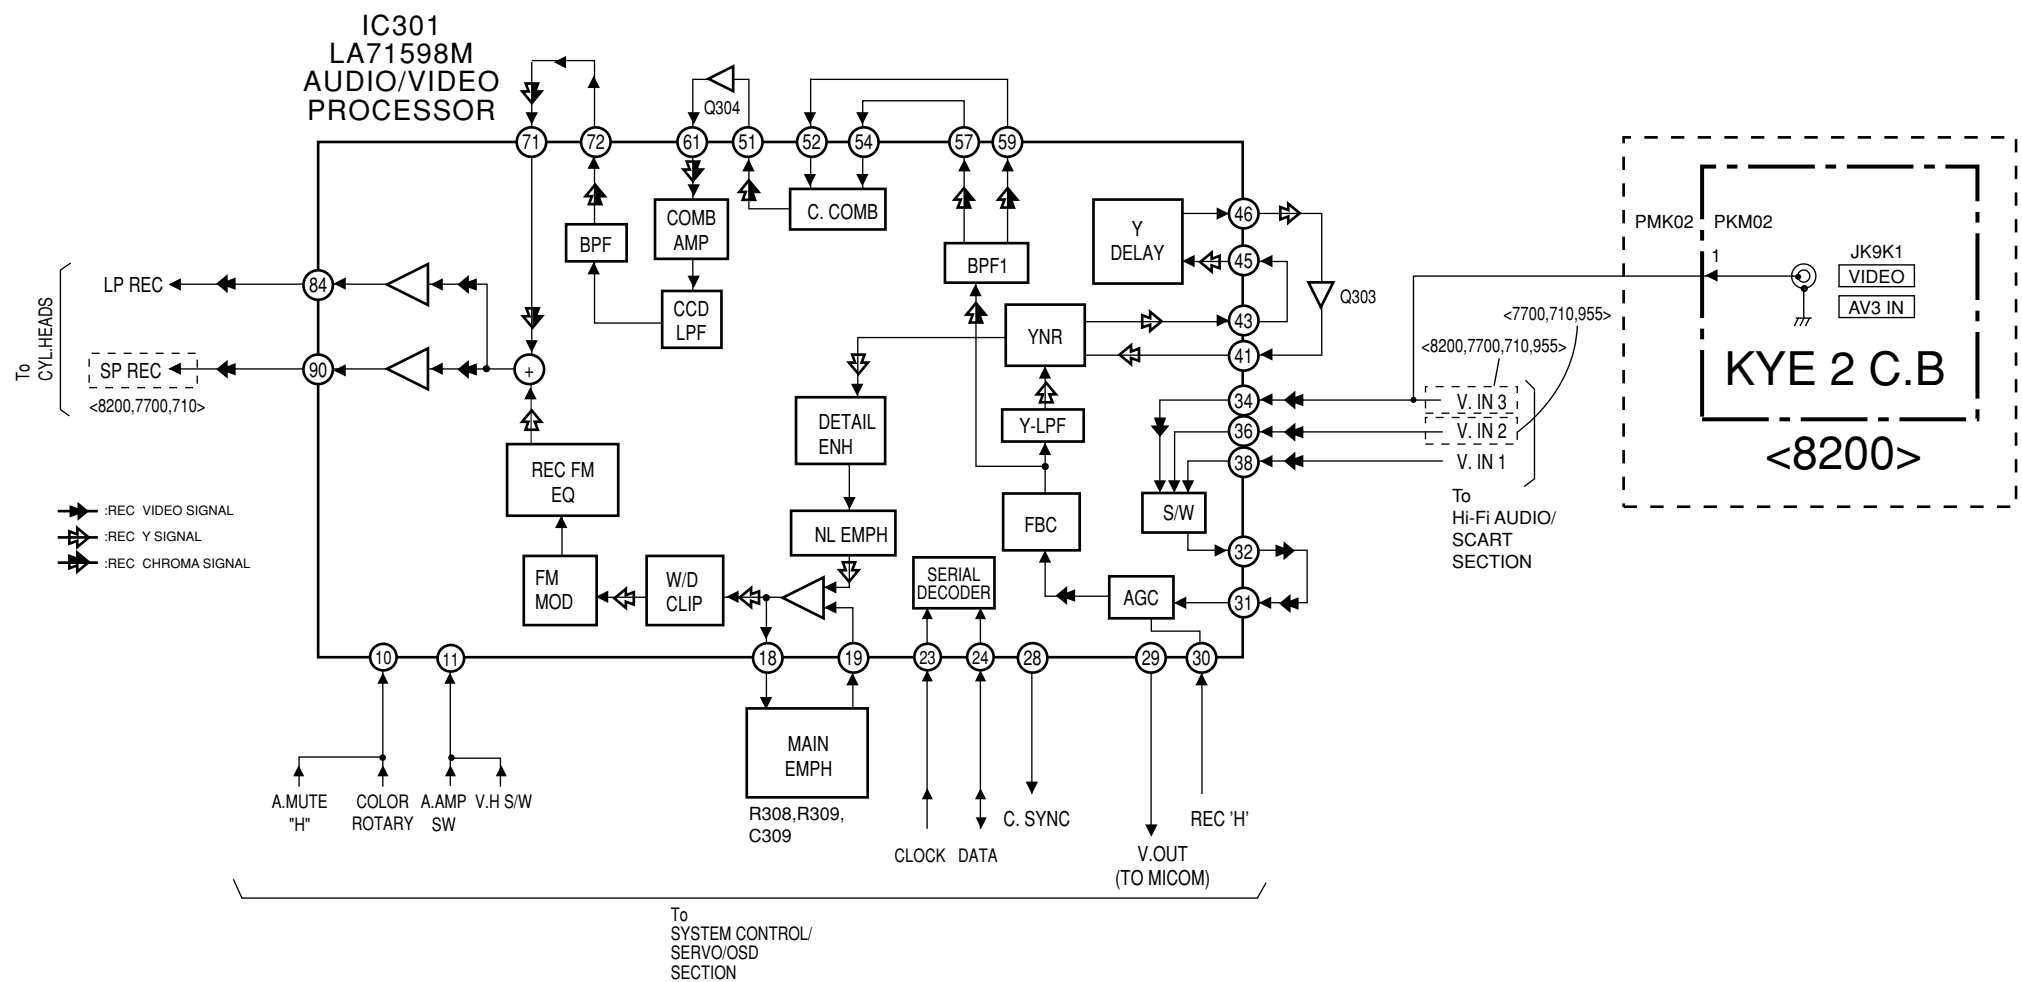 IC301
LA71598M
AUDIO/VIDEO
PROCESSOR
Q304
71
72
61
51
52
54
57
59
BPF
COMB
AMP
C. COMB
CCD
LPF
BPF1
Y
DELAY
46
45
43
41
Q303
YNR
Y-LPF
34
36
38
84
90
LP REC
SP REC
<8200,7700,710>
To
CYL.HEADS
+
REC FM
EQ
DETAIL
ENH
NL EMPH
FBC
S/W
32
31
AGC
SERIAL
DECODER
W/D
CLIP
FM
MOD
:REC VIDEO SIGNAL
:REC Y SIGNAL
:REC CHROMA SIGNAL
10
11
18
19
23
24
28
29
30
MAIN
EMPH
R308,R309,
C309
A.MUTE
"H"
COLOR
ROTARY
A.AMP
SW
V.H S/W
CLOCK
DATA
C. SYNC
V.OUT
(TO MICOM)
REC 'H'
To
SYSTEM CONTROL/
SERVO/OSD
SECTION
<7700,710,955>
<8200,7700,710,955>
V. IN 3
V. IN 2
V. IN 1
To
Hi-Fi AUDIO/
SCART
SECTION
PMK02
PKM02
1
JK9K1
VIDEO
AV3 IN
KYE 2 C.B
<8200>